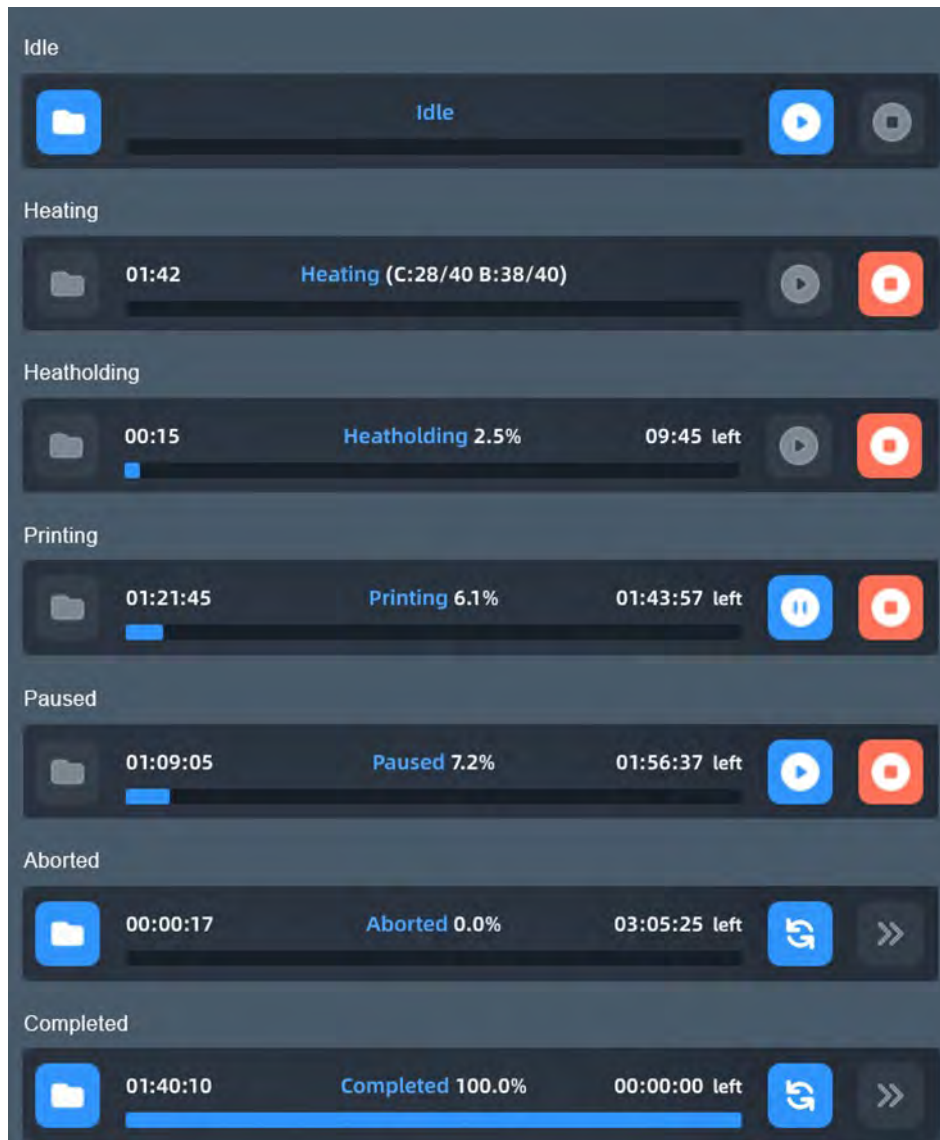 Idle
Idle
Heating
01:42 Heating (C:28/40 B:38/40)
Heatholding
00:15 Heatholding 2.5% 09:45 left
Printing
01:21:45 Printing 6.1% 01:43:57 left
Paused
01:09:05 Paused 7.2% 01:56:37 left
Aborted
00:00:17 Aborted 0.0% 03:05:25 left
Completed
01:40:10 Completed 100.0% 00:00:00 left